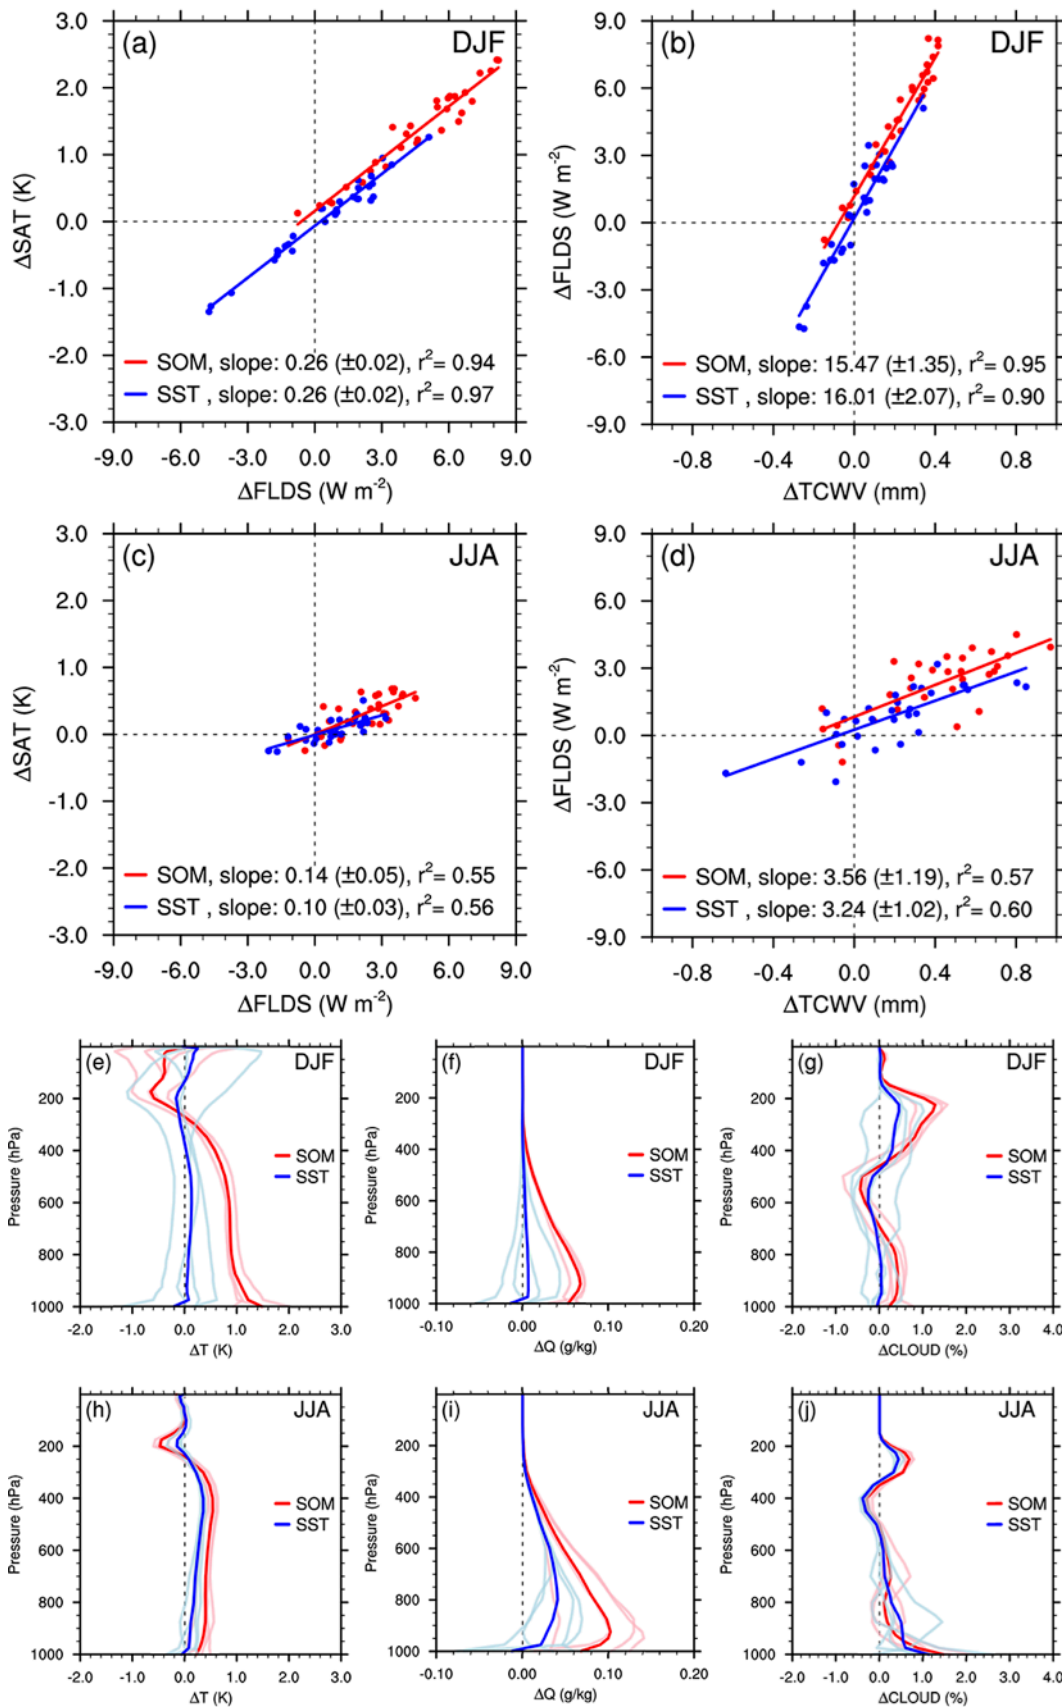 (a) DJF
ΔSAT (K)
3.0
2.0
1.0
0.0
-1.0
-2.0
-3.0
SOM, slope: 0.26 (±0.02), r²= 0.94
SST , slope: 0.26 (±0.02), r²= 0.97
-9.0 -6.0 -3.0 0.0 3.0 6.0 9.0
ΔFLDS (W m⁻²)
(b) DJF
ΔFLDS (W m⁻²)
9.0
6.0
3.0
0.0
-3.0
-6.0
-9.0
SOM, slope: 15.47 (±1.35), r²= 0.95
SST , slope: 16.01 (±2.07), r²= 0.90
-0.8 -0.4 0.0 0.4 0.8
ΔTCWV (mm)
(c) JJA
ΔSAT (K)
3.0
2.0
1.0
0.0
-1.0
-2.0
-3.0
SOM, slope: 0.14 (±0.05), r²= 0.55
SST , slope: 0.10 (±0.03), r²= 0.56
-9.0 -6.0 -3.0 0.0 3.0 6.0 9.0
ΔFLDS (W m⁻²)
(d) JJA
ΔFLDS (W m⁻²)
9.0
6.0
3.0
0.0
-3.0
-6.0
-9.0
SOM, slope: 3.56 (±1.19), r²= 0.57
SST , slope: 3.24 (±1.02), r²= 0.60
-0.8 -0.4 0.0 0.4 0.8
ΔTCWV (mm)
(e) DJF
Pressure (hPa)
200
400
600
800
1000
SOM
SST
-2.0 -1.0 0.0 1.0 2.0 3.0
ΔT (K)
(f) DJF
Pressure (hPa)
200
400
600
800
1000
SOM
SST
-0.10 0.00 0.10 0.20
ΔQ (g/kg)
(g) DJF
Pressure (hPa)
200
400
600
800
1000
SOM
SST
-2.0 -1.0 0.0 1.0 2.0 3.0 4.0
ΔCLOUD (%)
(h) JJA
Pressure (hPa)
200
400
600
800
1000
SOM
SST
-2.0 -1.0 0.0 1.0 2.0 3.0
ΔT (K)
(i) JJA
Pressure (hPa)
200
400
600
800
1000
SOM
SST
-0.10 0.00 0.10 0.20
ΔQ (g/kg)
(j) JJA
Pressure (hPa)
200
400
600
800
1000
SOM
SST
-2.0 -1.0 0.0 1.0 2.0 3.0 4.0
ΔCLOUD (%)